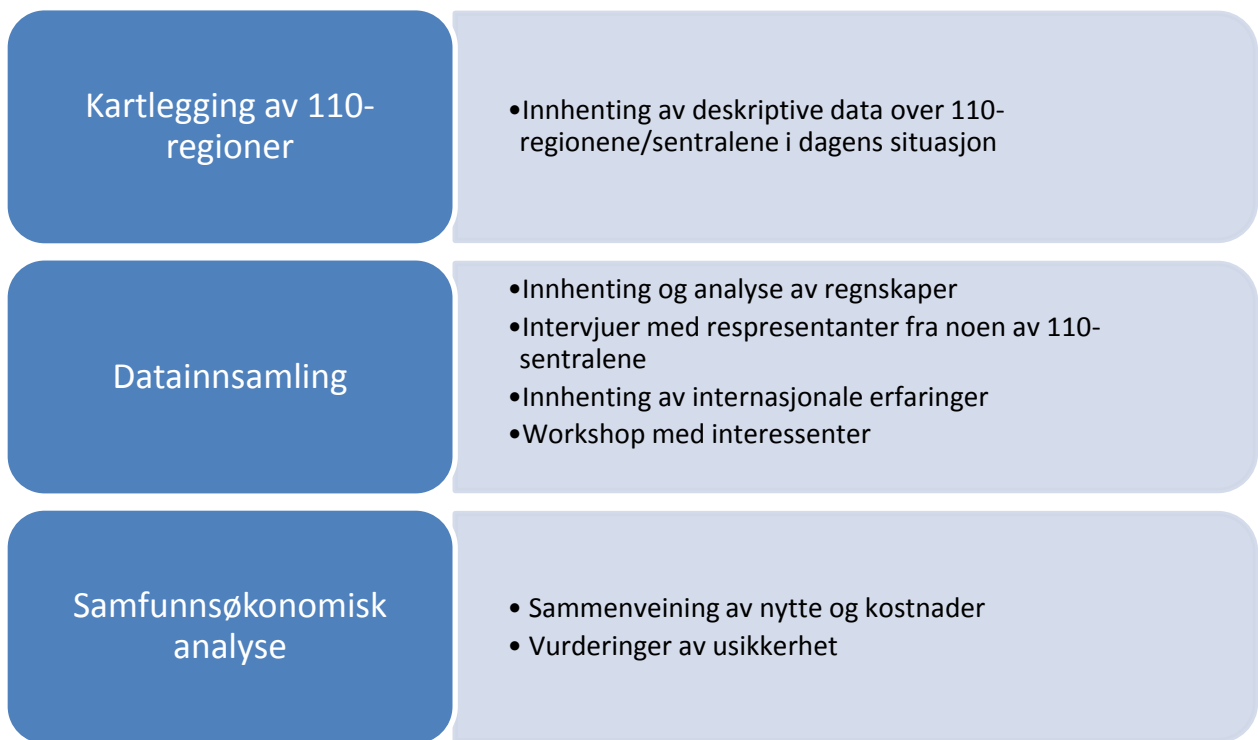 Kartlegging av 110-
regioner
•Innhenting av deskriptive data over 110-
regionene/sentralene i dagens situasjon
Datainnsamling
•Innhenting og analyse av regnskaper
•Intervjuer med respresentanter fra noen av 110-
sentralene
•Innhenting av internasjonale erfaringer
•Workshop med interessenter
Samfunnsøkonomisk
analyse
• Sammenveining av nytte og kostnader
• Vurderinger av usikkerhet